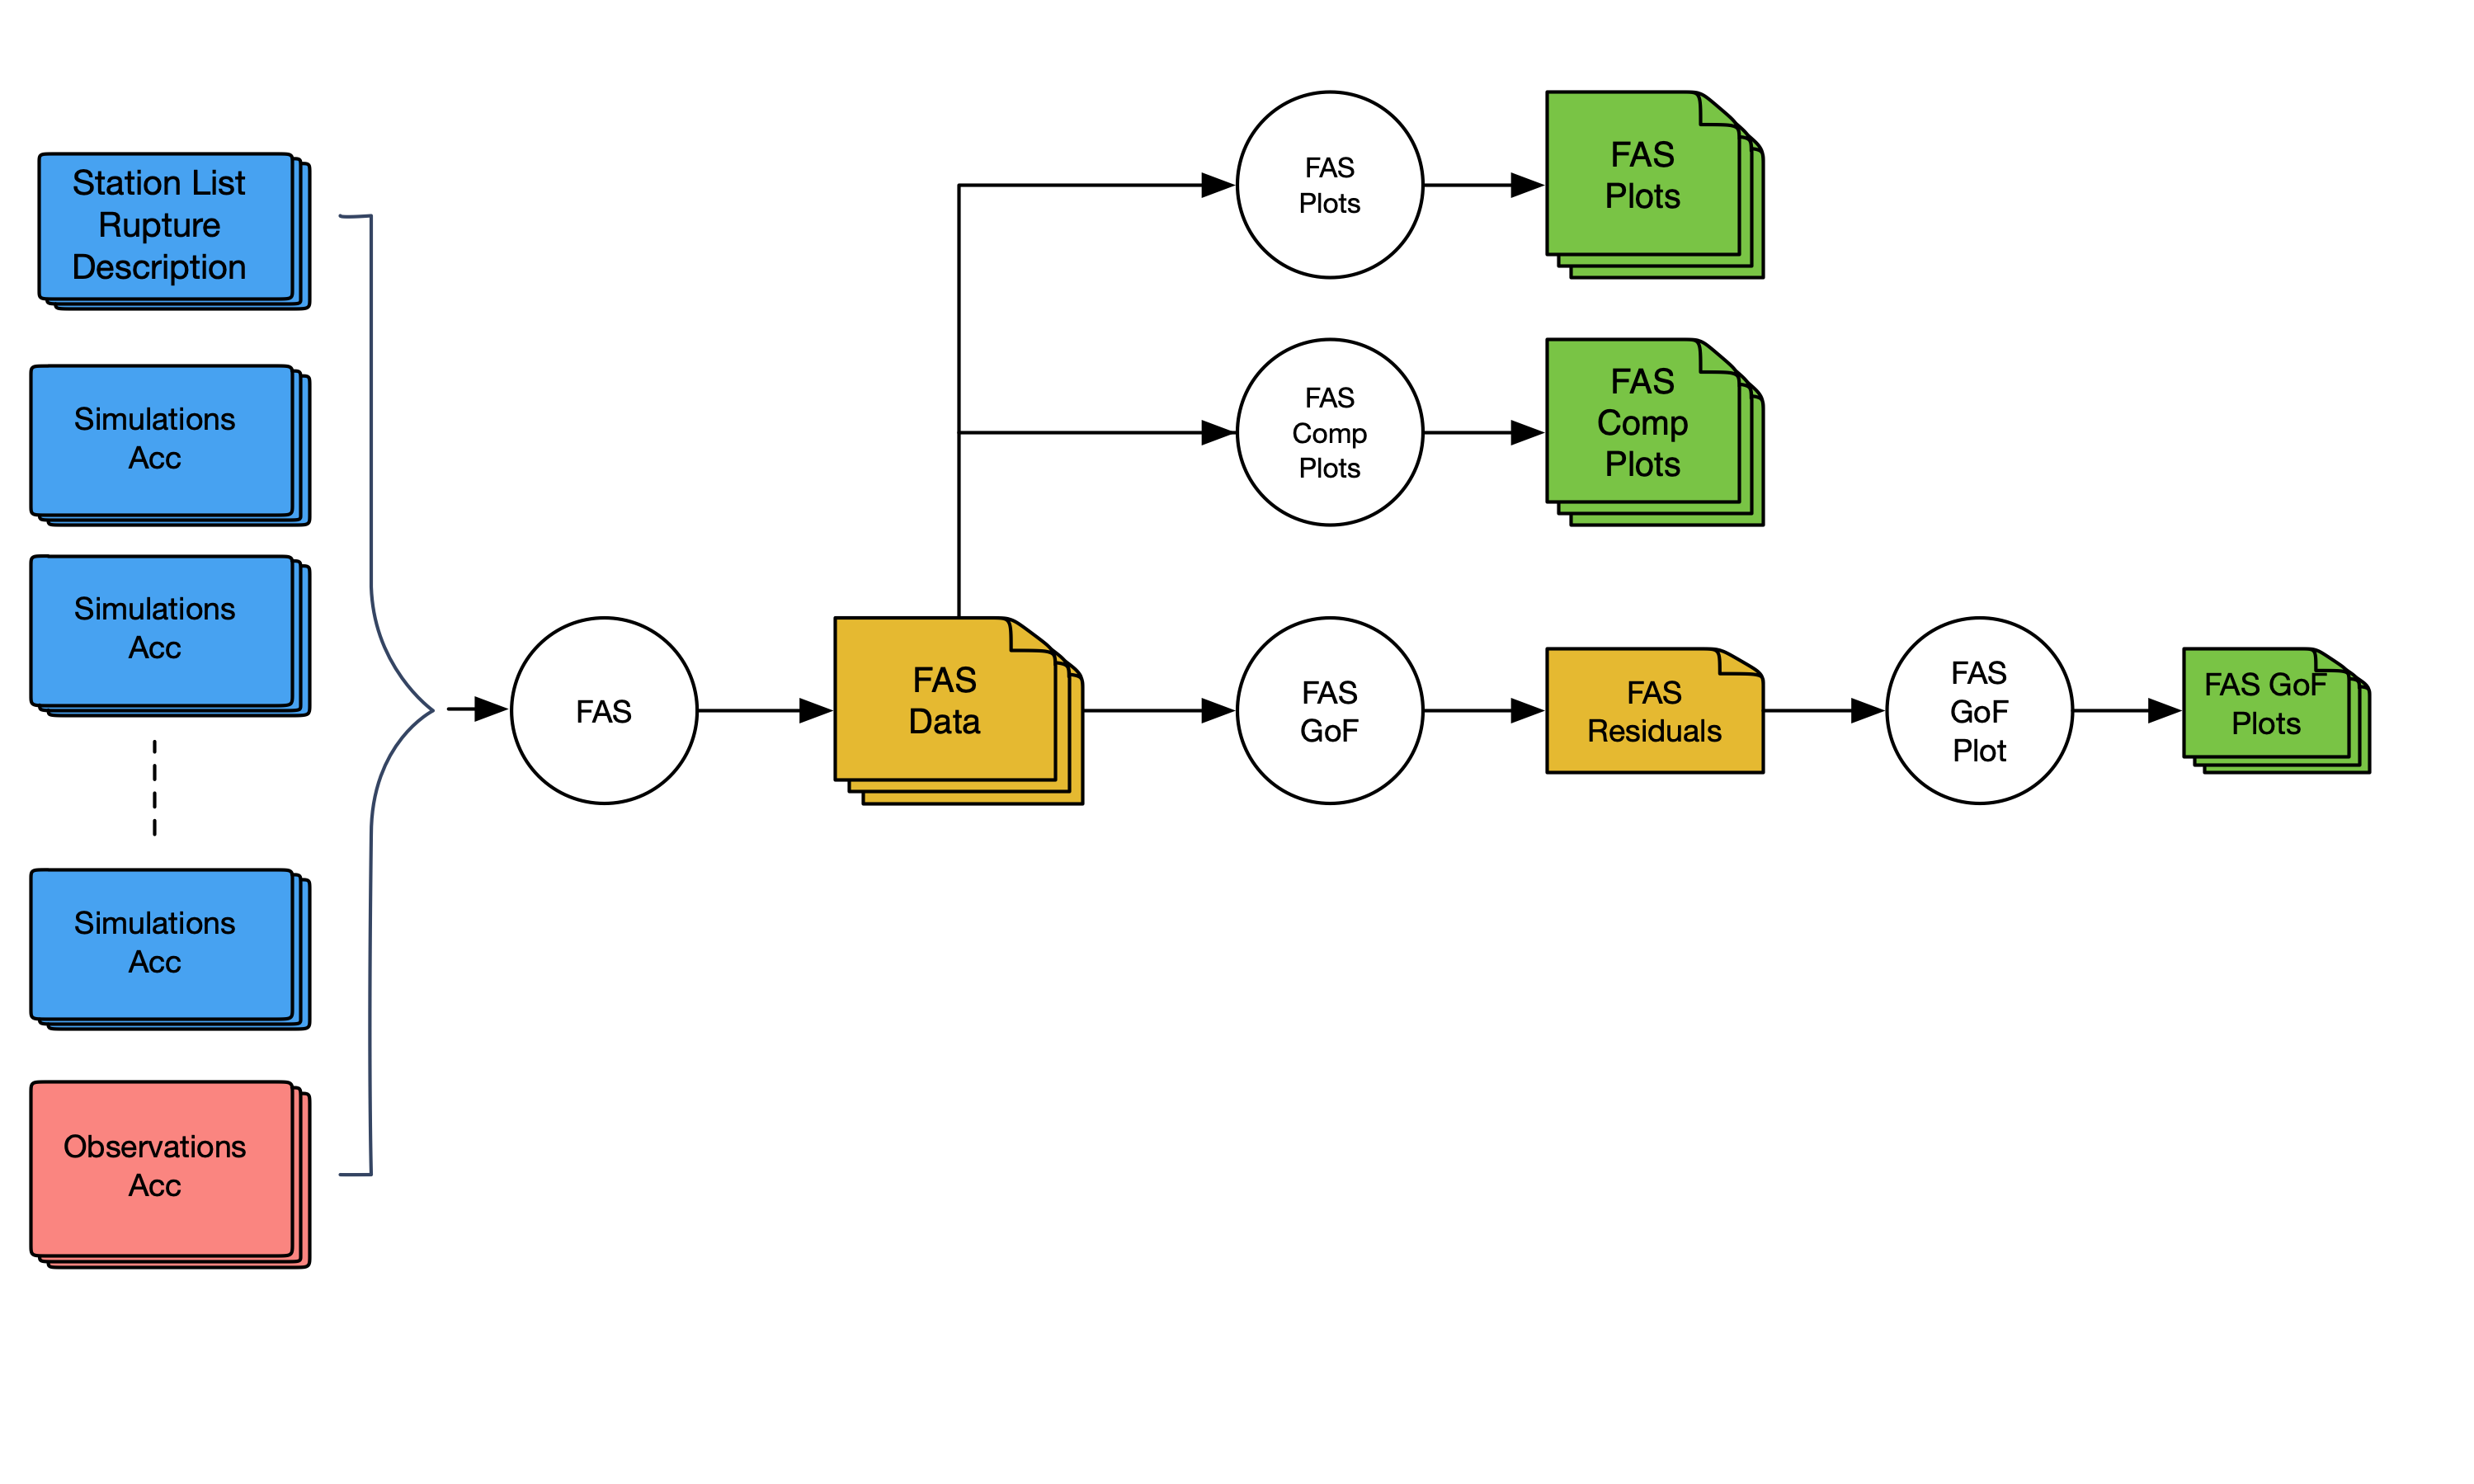 Station List
Rupture
Description
Simulations
Acc
Simulations
Acc
Simulations
Acc
Observations
Acc
FAS
FAS
Data
FAS
Plots
FAS
Plots
FAS
Comp
Plots
FAS
Comp
Plots
FAS
GoF
FAS
Residuals
FAS
GoF
Plot
FAS GoF
Plots